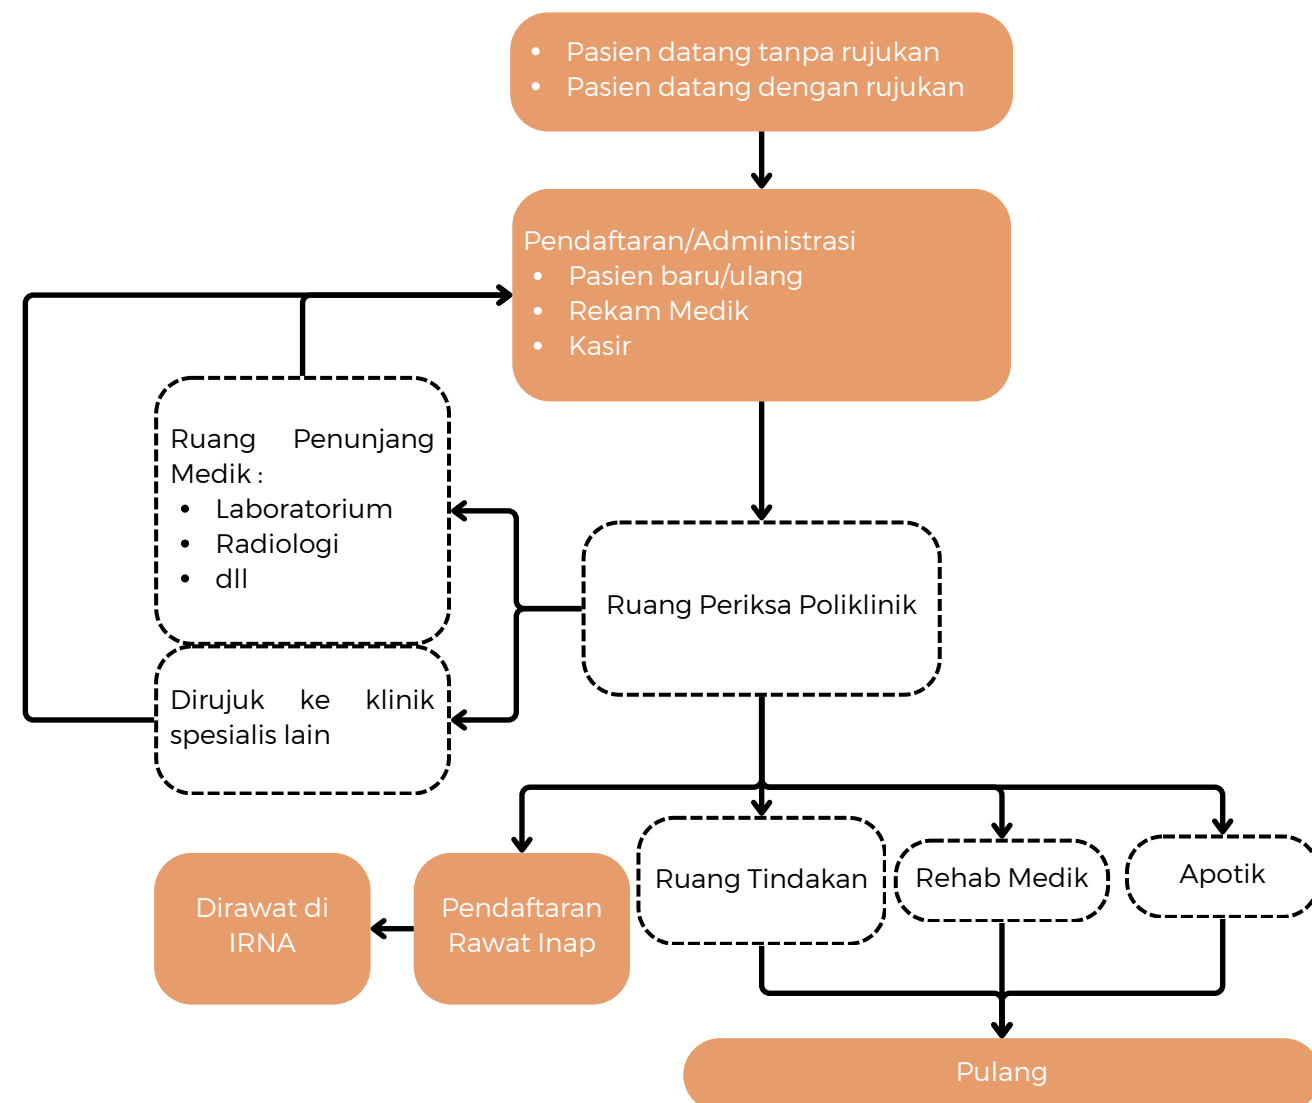 • Pasien datang tanpa rujukan
• Pasien datang dengan rujukan
Pendaftaran/Administrasi
• Pasien baru/ulang
• Rekam Medik
• Kasir
Ruang Penunjang
Medik :
• Laboratorium
• Radiologi
• dll
Ruang Periksa Poliklinik
Dirujuk ke klinik
spesialis lain
Dirawat di
IRNA
Pendaftaran
Rawat Inap
Ruang Tindakan
Rehab Medik
Apotik
Pulang